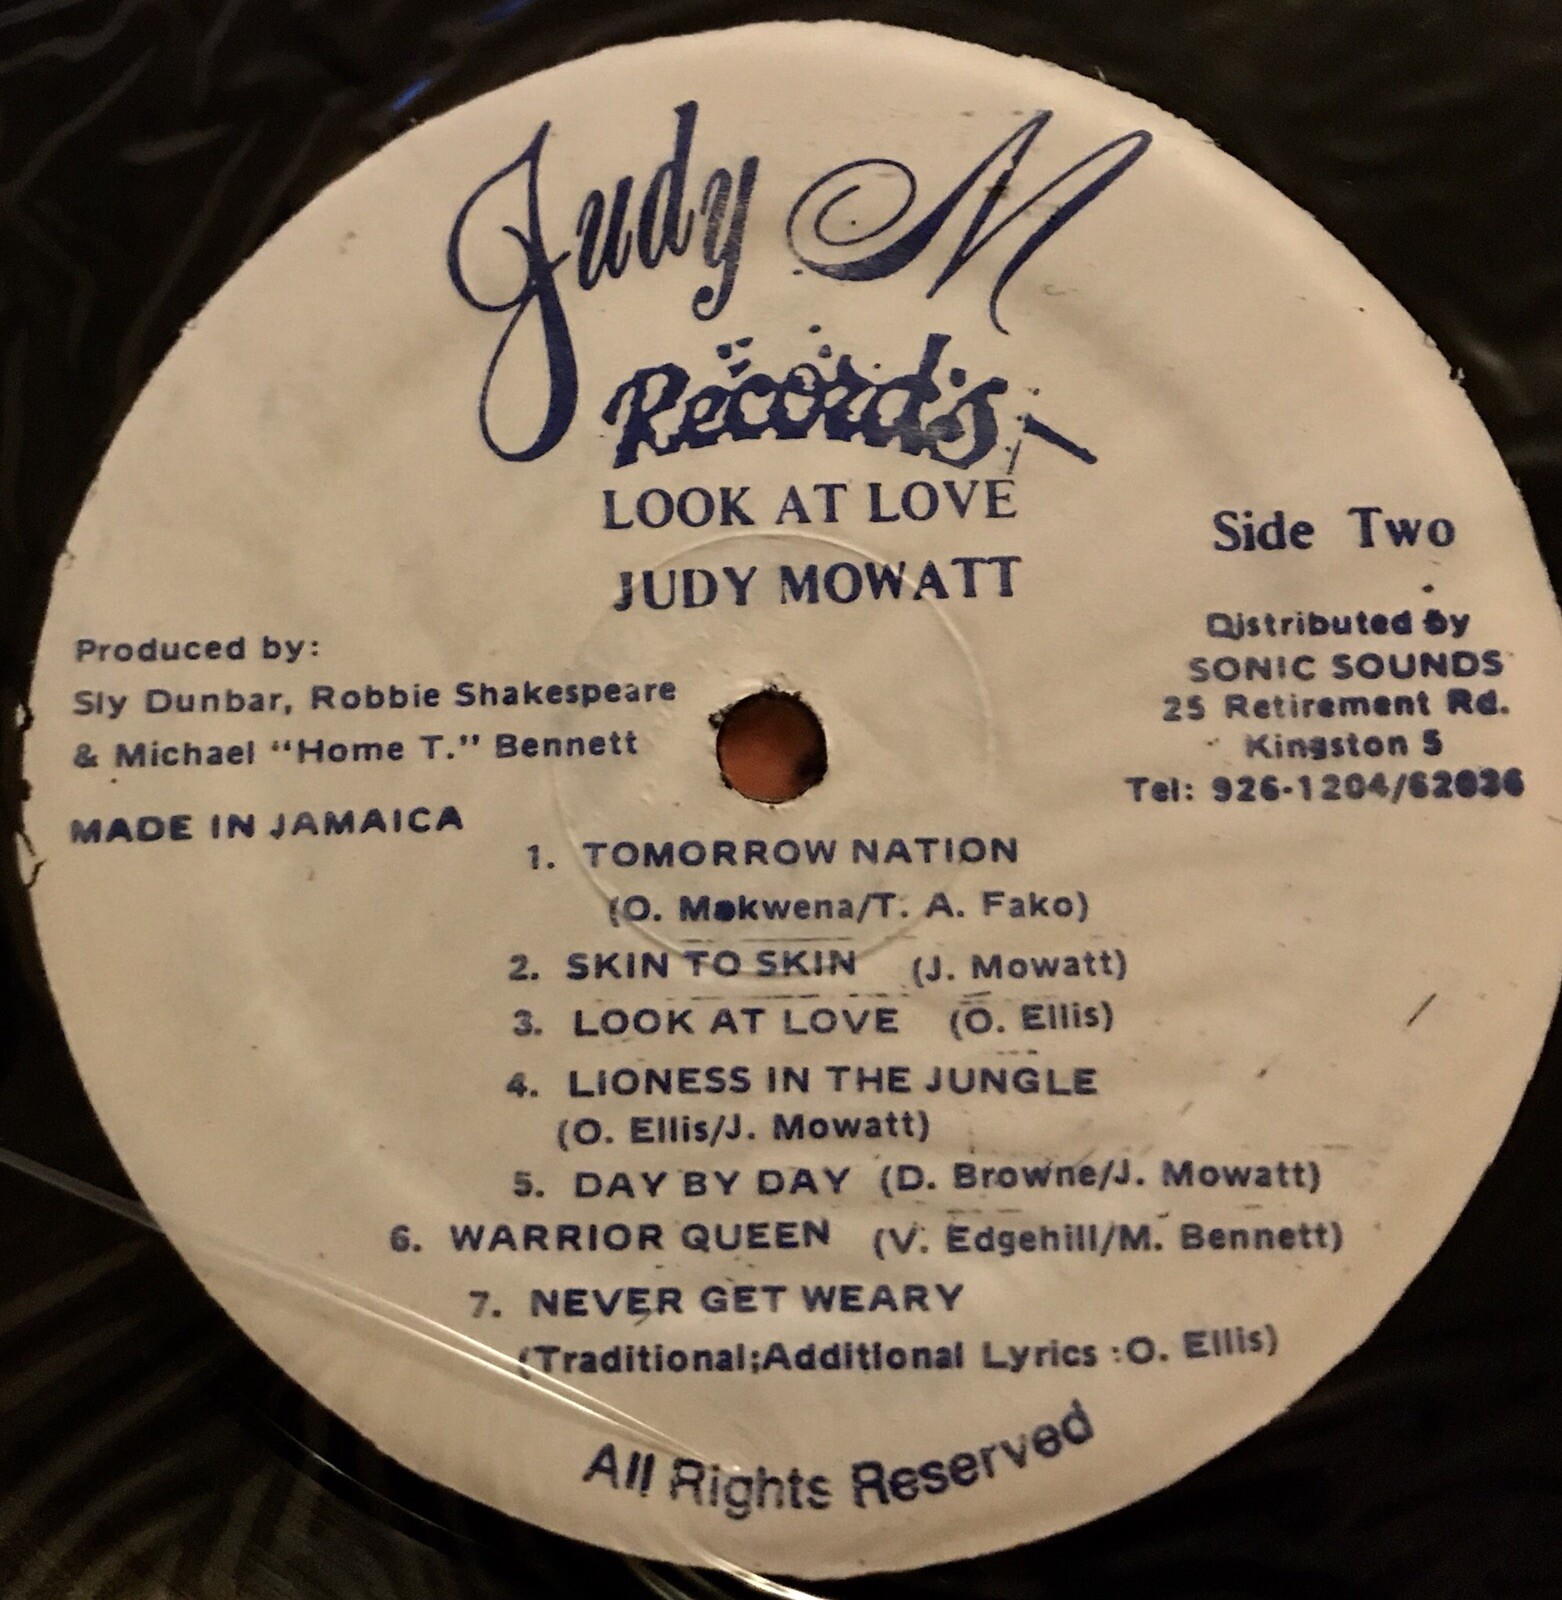 Judy M
Records
LOOK AT LOVE
JUDY MOWATT
Side Two
Produced by:
Sly Dunbar, Robbie Shakespeare
& Michael "Home T." Bennett
MADE IN JAMAICA
Distributed by
SONIC SOUNDS
25 Retirement Rd.
Kingston 5
Tel: 926-1204/62036
1. TOMORROW NATION
(O. Makwena/T. A. Fako)
2. SKIN TO SKIN (J. Mowatt)
3. LOOK AT LOVE (O. Ellis)
4. LIONESS IN THE JUNGLE
(O. Ellis/J. Mowatt)
5. DAY BY DAY (D. Browne/J. Mowatt)
6. WARRIOR QUEEN (V. Edgehill/M. Bennett)
7. NEVER GET WEARY
(Traditional;Additional Lyrics :O. Ellis)
All Rights Reserved